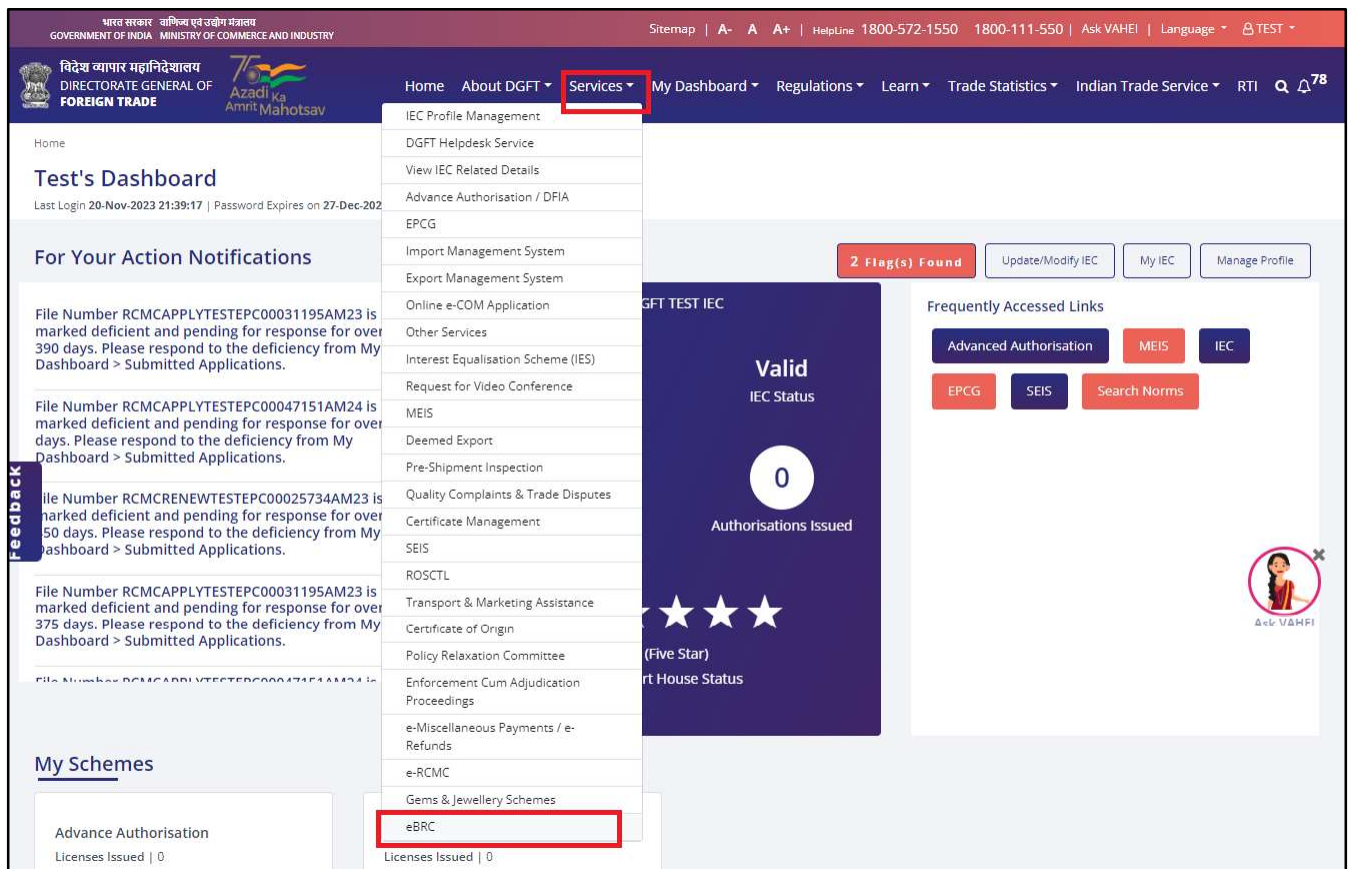 भारत सरकार वाणिज्य एवं उद्योग मंत्रालय
GOVERNMENT OF INDIA MINISTRY OF COMMERCE AND INDUSTRY
Sitemap | A- A A+ | HelpLine 1800-572-1550 1800-111-550 | Ask VAHEI | Language TEST
विदेश व्यापार महानिदेशालय
DIRECTORATE GENERAL OF
FOREIGN TRADE
75
Azadi Ka
Amrit Mahotsav
Home About DGFT Services My Dashboard Regulations Learn Trade Statistics Indian Trade Service RTI 78
IEC Profile Management
DGFT Helpdesk Service
View IEC Related Details
Advance Authorisation / DFIA
EPCG
Import Management System
Export Management System
Online e-COM Application
Other Services
Interest Equalisation Scheme (IES)
Request for Video Conference
MEIS
Deemed Export
Pre-Shipment Inspection
Quality Complaints & Trade Disputes
Certificate Management
SEIS
ROSCTL
Transport & Marketing Assistance
Certificate of Origin
Policy Relaxation Committee
Enforcement Cum Adjudication
Proceedings
e-Miscellaneous Payments / e-
Refunds
e-RCMC
Gems & Jewellery Schemes
eBRC
Home
Test's Dashboard
Last Login 20-Nov-2023 21:39:17 | Password Expires on 27-Dec-202
For Your Action Notifications
2 Flag(s) Found Update/Modify IEC My IEC Manage Profile
File Number RCMCAPPLYTESTEPC00031195AM23 is
marked deficient and pending for response for over
390 days. Please respond to the deficiency from My
Dashboard > Submitted Applications.
File Number RCMCAPPLYTESTEPC00047151AM24 is
marked deficient and pending for response for over
days. Please respond to the deficiency from My
Dashboard > Submitted Applications.
ile Number RCMCRENEWTESTEPC00025734AM23 is
marked deficient and pending for response for over
50 days. Please respond to the deficiency from My
Dashboard > Submitted Applications.
File Number RCMCAPPLYTESTEPC00031195AM23 is
marked deficient and pending for response for over
375 days. Please respond to the deficiency from My
Dashboard > Submitted Applications.
File Number RCMCAPPLYTESTEPC00047151AM24 is
Feedback
GFT TEST IEC
Valid
IEC Status
0
Authorisations Issued
(Five Star)
rt House Status
Frequently Accessed Links
Advanced Authorisation MEIS IEC
EPCG SEIS Search Norms
Ask VAHEI
My Schemes
Advance Authorisation
Licenses Issued | 0
Licenses Issued | 0